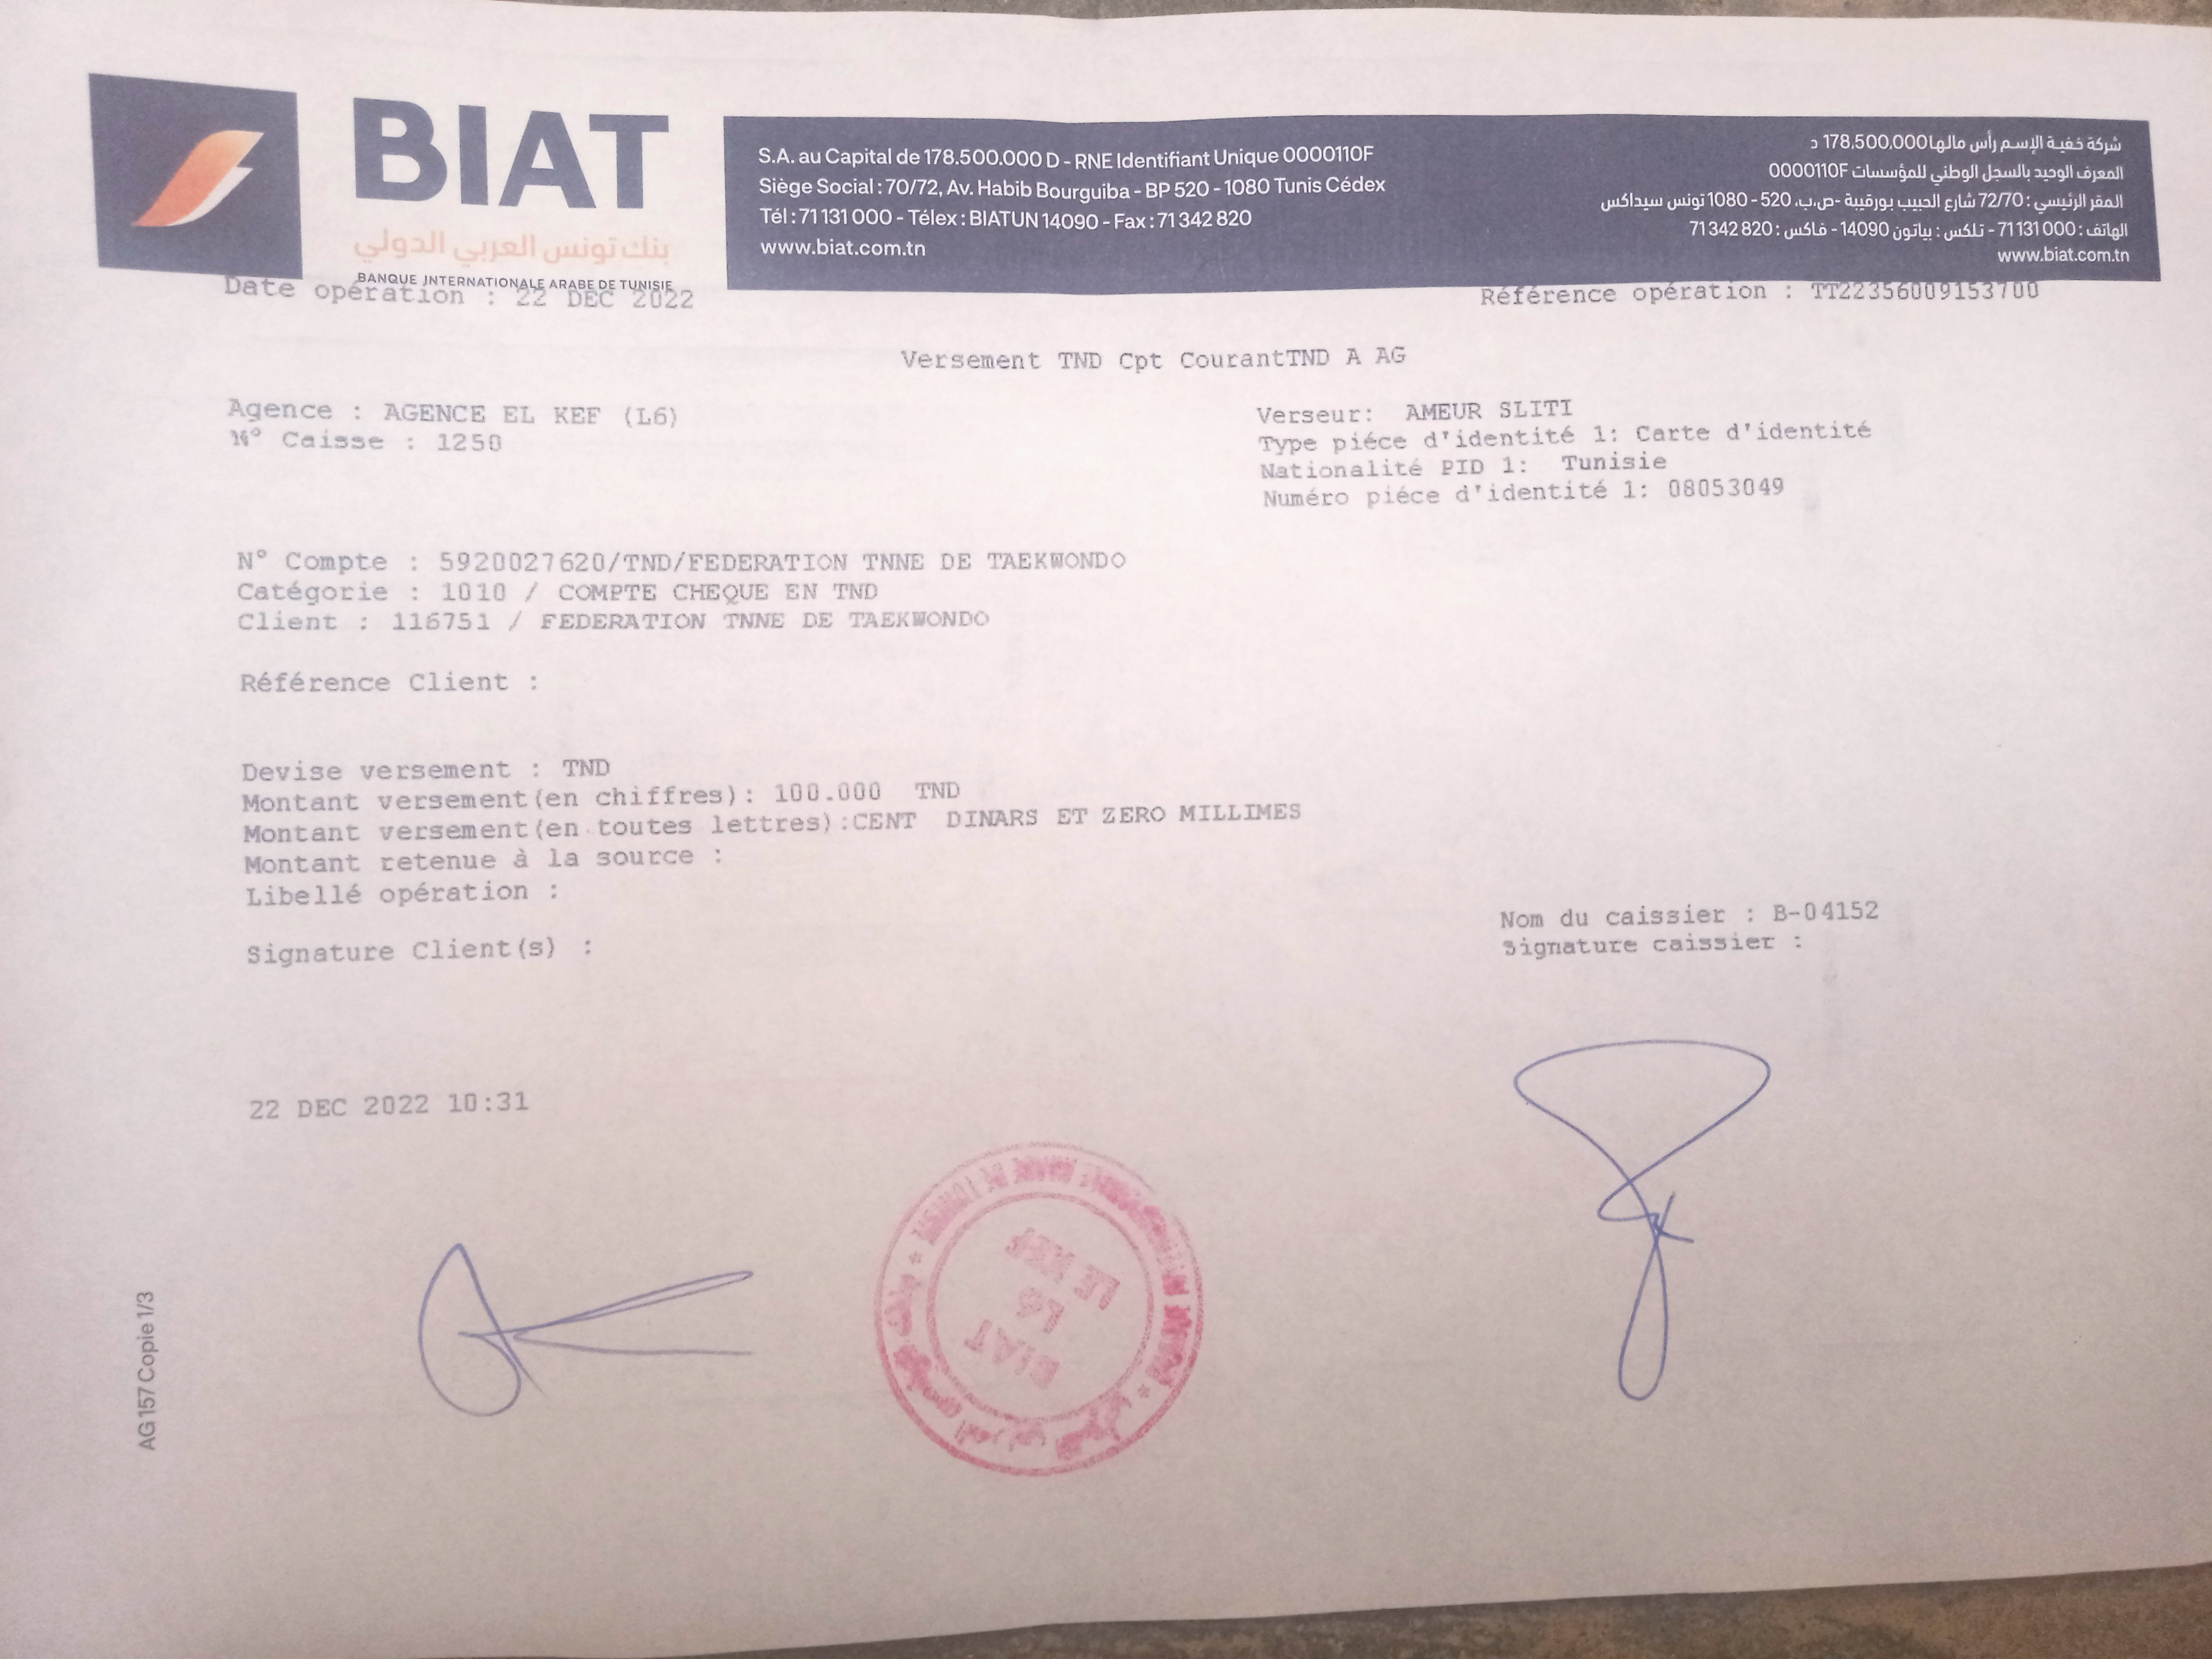 BIAT
بنك تونس العربي الدولي
BANQUE INTERNATIONALE ARABE DE TUNISIE
S.A. au Capital de 178.500.000 D - RNE Identifiant Unique 0000110F
Siège Social : 70/72, Av. Habib Bourguiba - BP 520 - 1080 Tunis Cédex
Tél : 71 131 000 - Télex : BIATUN 14090 - Fax : 71 342 820
www.biat.com.tn
شركة خفية الإسم رأس مالها 178.500.000 د
المعرف الوحيد بالسجل الوطني للمؤسسات 0000110F
المقر الرئيسي : 72/70 شارع الحبيب بورقيبة -ص.ب. 520 - 1080 تونس سيداكس
الهاتف : 71 131 000 - تلكس : بياتون 14090 - فاكس : 71 342 820
www.biat.com.tn
Date opération : 22 DEC 2022
Référence opération : TT22356009153700
Versement TND Cpt CourantTND A AG
Agence : AGENCE EL KEF (L6)
N° Caisse : 1250
Verseur: AMEUR SLITI
Type piéce d'identité 1: Carte d'identité
Nationalité PID 1: Tunisie
Numéro piéce d'identité 1: 08053049
N° Compte : 5920027620/TND/FEDERATION TNNE DE TAEKWONDO
Catégorie : 1010 / COMPTE CHEQUE EN TND
Client : 116751 / FEDERATION TNNE DE TAEKWONDO
Référence Client :
Devise versement : TND
Montant versement(en chiffres): 100.000 TND
Montant versement(en toutes lettres):CENT DINARS ET ZERO MILLIMES
Montant retenue à la source :
Libellé opération :
Nom du caissier : B-04152
Signature caissier :
Signature Client(s) :
22 DEC 2022 10:31
BIAT
L6
LE KEF
AG 157 Copie 1/3